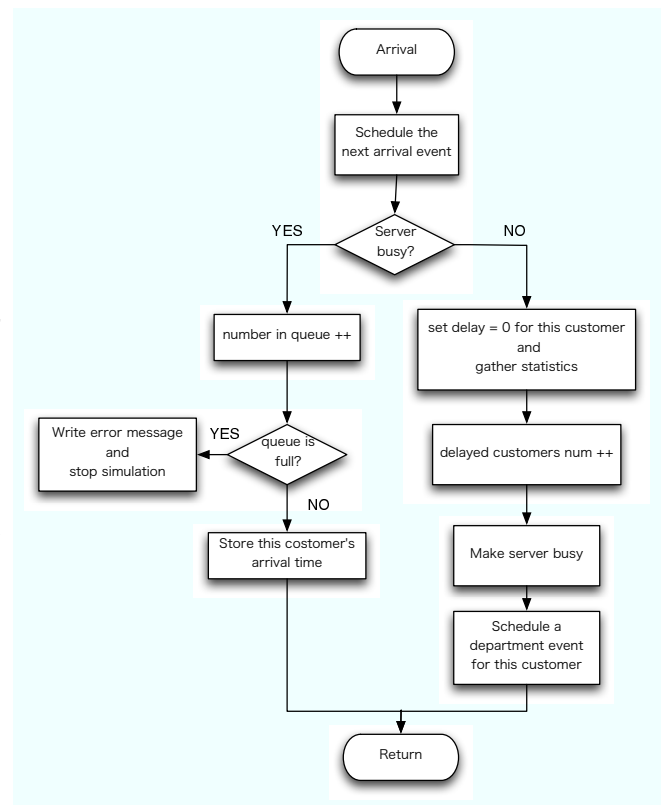 Arrival
Schedule the
next arrival event
Server
busy?
YES
NO
number in queue ++
set delay = 0 for this customer
and
gather statistics
queue is
full?
YES
Write error message
and
stop simulation
NO
delayed customers num ++
Store this costomer's
arrival time
Make server busy
Schedule a
department event
for this customer
Return